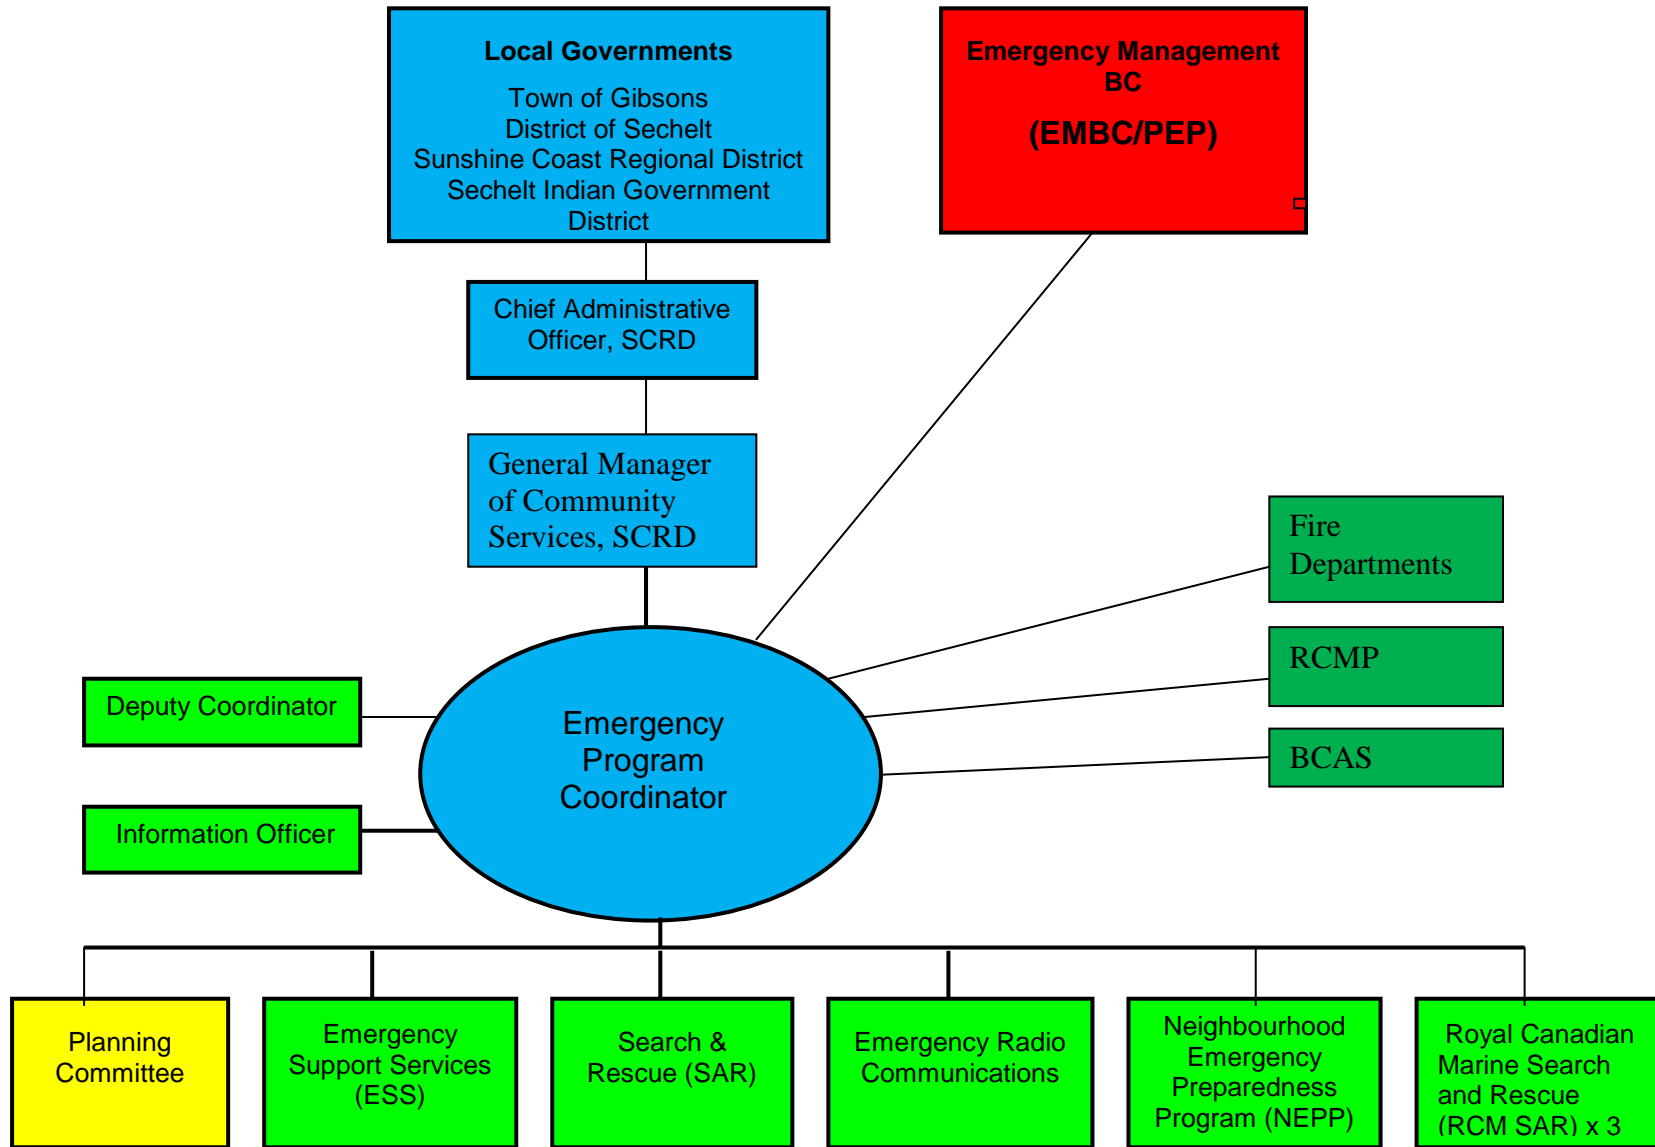 Local Governments
Town of Gibsons
District of Sechelt
Sunshine Coast Regional District
Sechelt Indian Government
District
Emergency Management
BC
(EMBC/PEP)
Chief Administrative
Officer, SCRD
General Manager
of Community
Services, SCRD
Fire
Departments
RCMP
BCAS
Deputy Coordinator
Information Officer
Emergency
Program
Coordinator
Planning
Committee
Emergency
Support Services
(ESS)
Search &
Rescue (SAR)
Emergency Radio
Communications
Neighbourhood
Emergency
Preparedness
Program (NEPP)
Royal Canadian
Marine Search
and Rescue
(RCM SAR) x 3